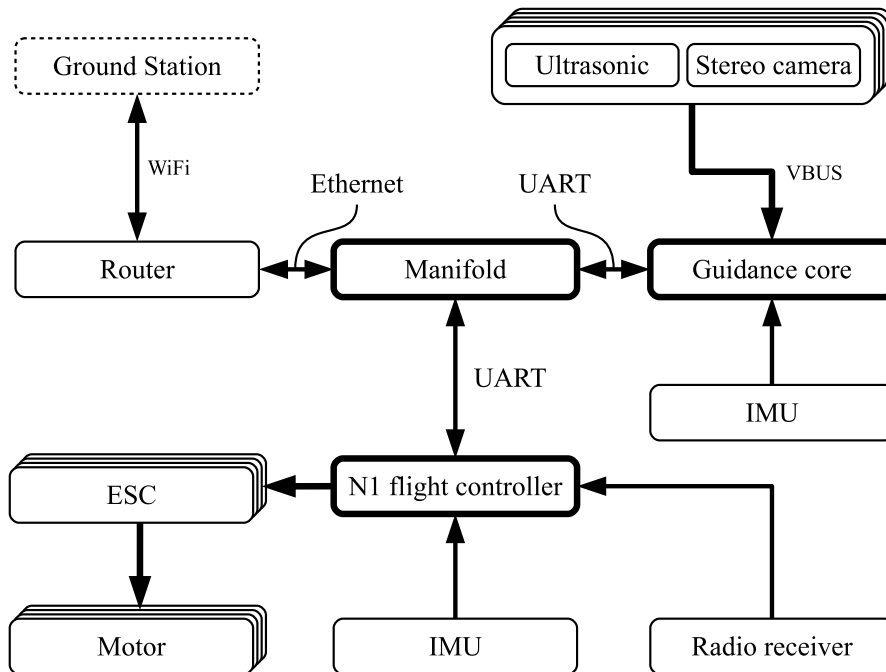 Ground Station
Ultrasonic
Stereo camera
WiFi
VBUS
Ethernet
UART
Router
Manifold
Guidance core
UART
IMU
ESC
N1 flight controller
Motor
IMU
Radio receiver